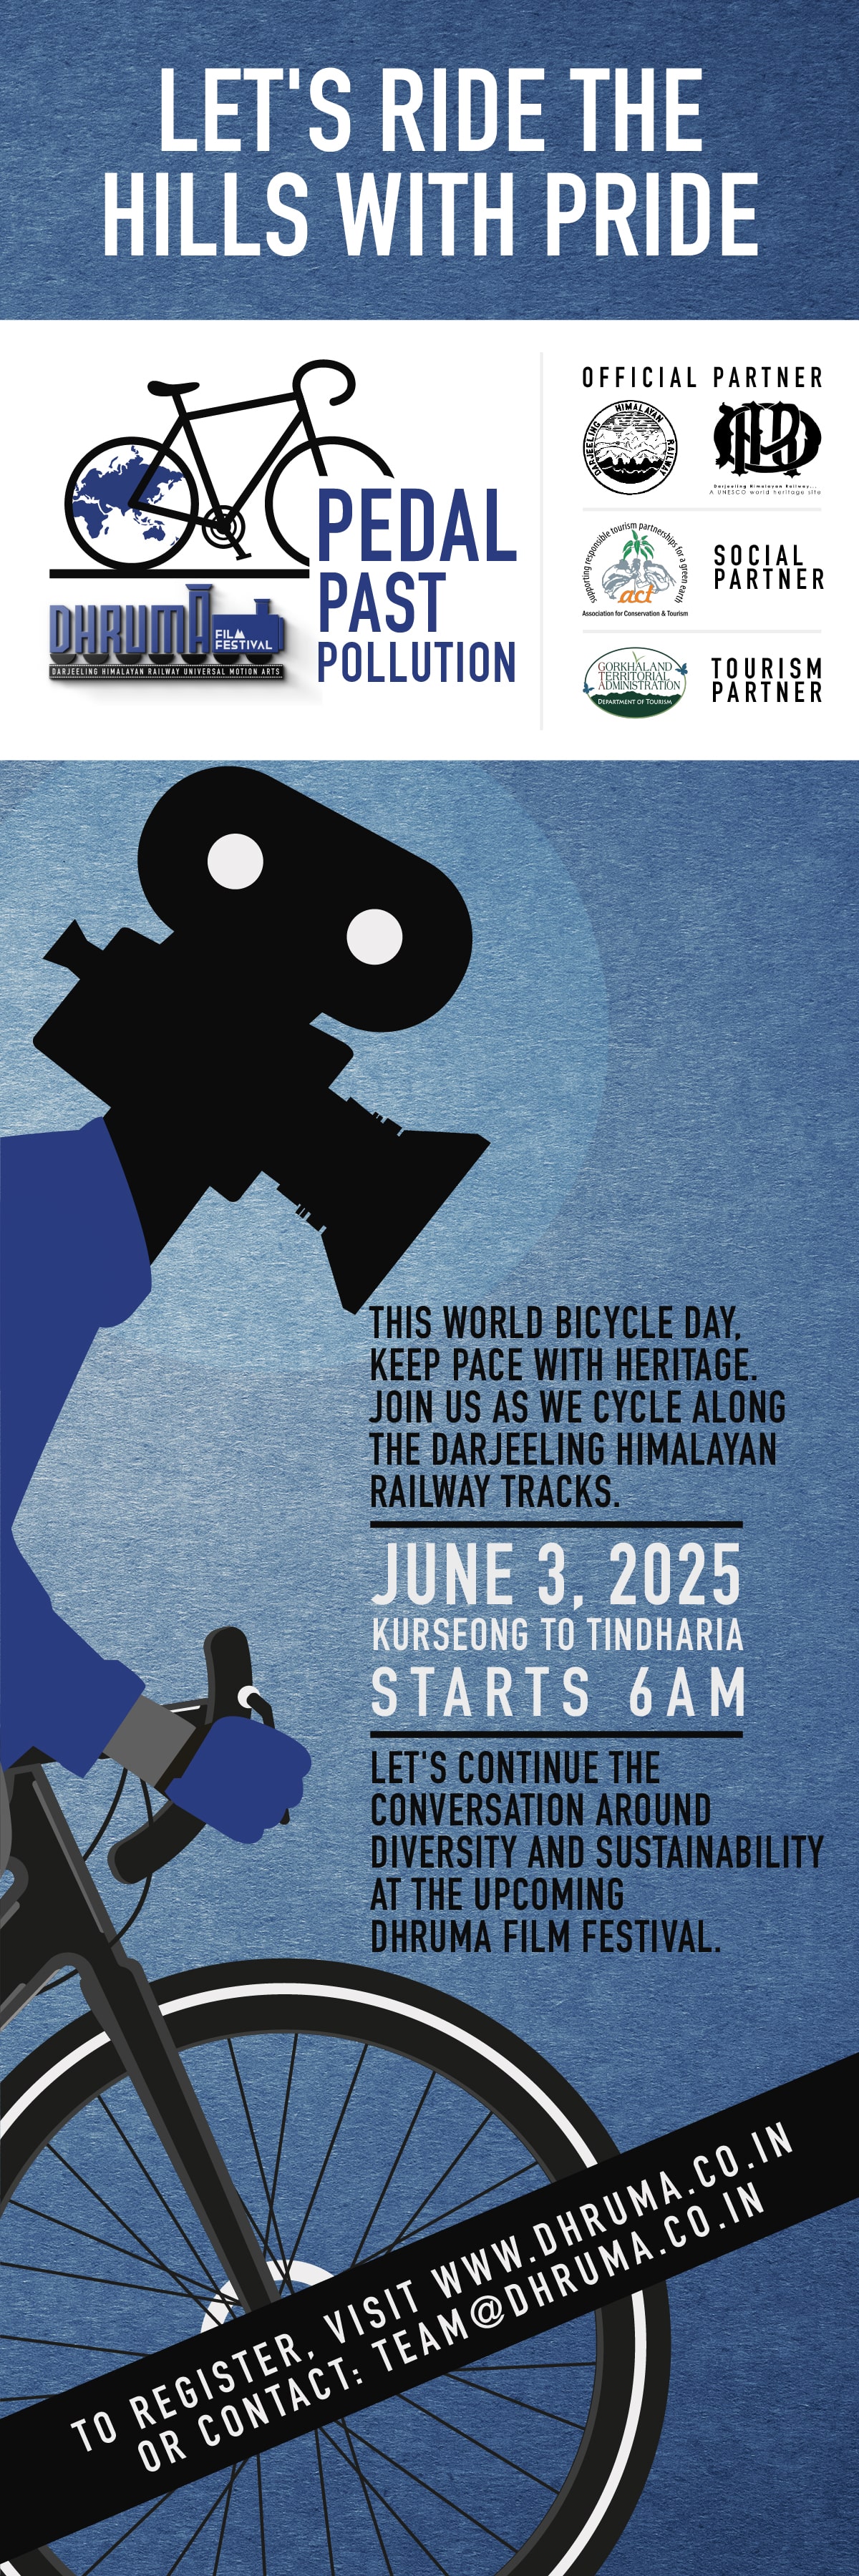 LET'S RIDE THE
HILLS WITH PRIDE
PEDAL
PAST
POLLUTION
DHRUMA
FILM
FESTIVAL
DARJEELING HIMALAYAN RAILWAY UNIVERSAL MOTION ARTS
OFFICIAL PARTNER
DARJEELING HIMALAYAN RAILWAY
DHR
Darjeeling Himalayan Railway...
A UNESCO world heritage site
supporting responsible tourism partnerships for a green earth
act
Association for Conservation & Tourism
SOCIAL
PARTNER
GORKHALAND
TERRITORIAL
ADMINISTRATION
DEPARTMENT OF TOURISM
TOURISM
PARTNER
THIS WORLD BICYCLE DAY,
KEEP PACE WITH HERITAGE.
JOIN US AS WE CYCLE ALONG
THE DARJEELING HIMALAYAN
RAILWAY TRACKS.
JUNE 3, 2025
KURSEONG TO TINDHARIA
STARTS 6AM
LET'S CONTINUE THE
CONVERSATION AROUND
DIVERSITY AND SUSTAINABILITY
AT THE UPCOMING
DHRUMA FILM FESTIVAL.
TO REGISTER, VISIT WWW.DHRUMA.CO.IN
OR CONTACT: TEAM@DHRUMA.CO.IN